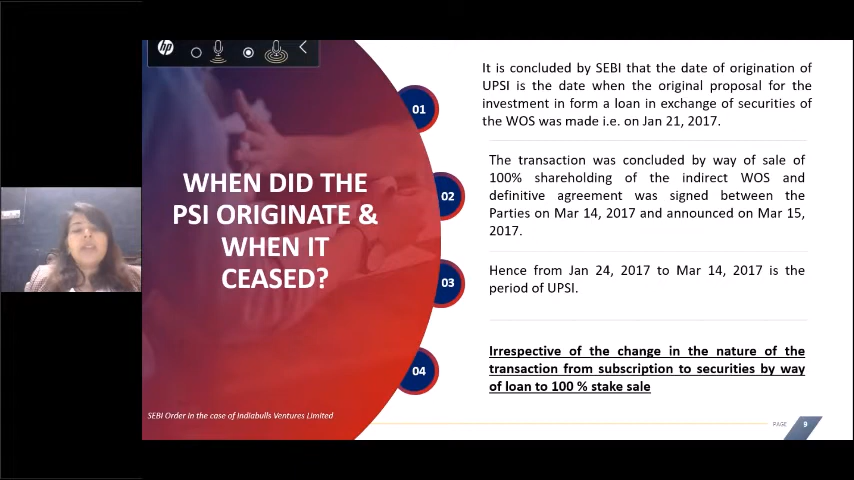 hp
WHEN DID THE
PSI ORIGINATE &
WHEN IT
CEASED?
SEBI Order in the case of Indiabulls Ventures Limited
01
It is concluded by SEBI that the date of origination of
UPSI is the date when the original proposal for the
investment in form a loan in exchange of securities of
the WOS was made i.e. on Jan 21, 2017.
02
The transaction was concluded by way of sale of
100% shareholding of the indirect WOS and
definitive agreement was signed between the
Parties on Mar 14, 2017 and announced on Mar 15,
2017.
03
Hence from Jan 24, 2017 to Mar 14, 2017 is the
period of UPSI.
04
Irrespective of the change in the nature of the
transaction from subscription to securities by way
of loan to 100 % stake sale
PAGE 9